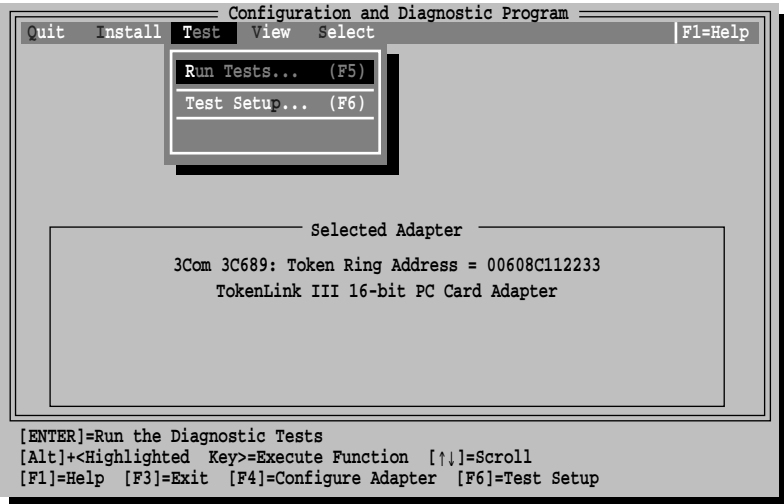 Configuration and Diagnostic Program
Quit Install Test View Select F1=Help
Run Tests... (F5)
Test Setup... (F6)
Selected Adapter
3Com 3C689: Token Ring Address = 00608C112233
TokenLink III 16-bit PC Card Adapter
[ENTER]=Run the Diagnostic Tests
[Alt]+<Highlighted Key>=Execute Function [↑↓]=Scroll
[F1]=Help [F3]=Exit [F4]=Configure Adapter [F6]=Test Setup